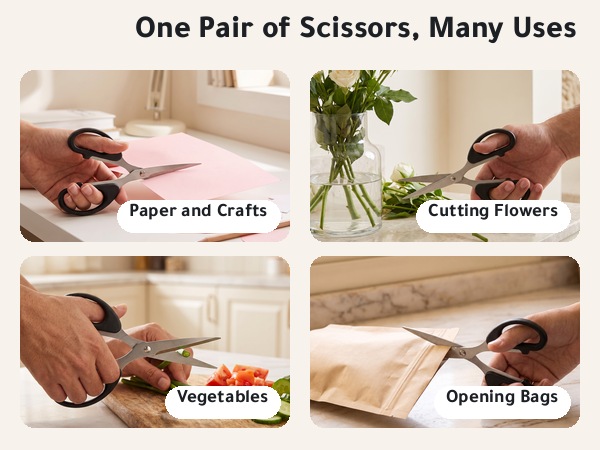 One Pair of Scissors, Many Uses
Paper and Crafts
Cutting Flowers
Vegetables
Opening Bags